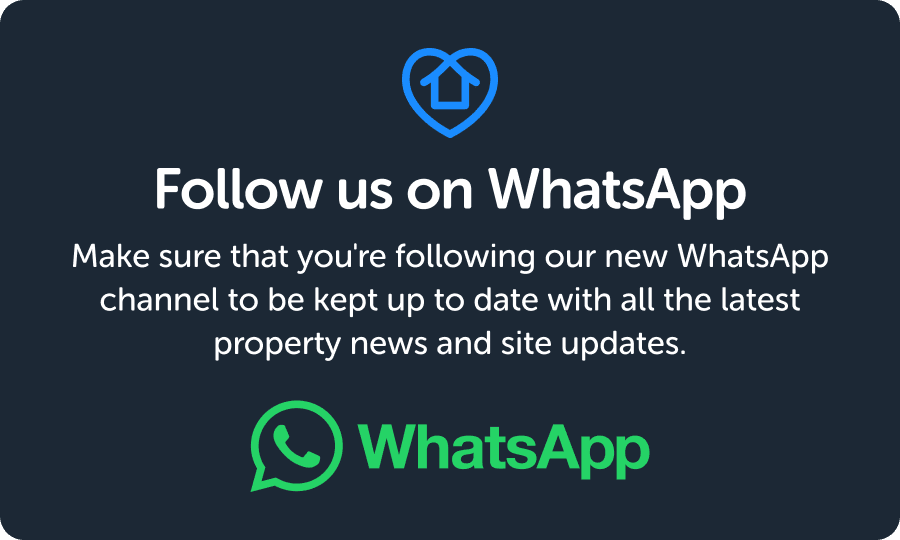 Follow us on WhatsApp
Make sure that you're following our new WhatsApp
channel to be kept up to date with all the latest
property news and site updates.
WhatsApp